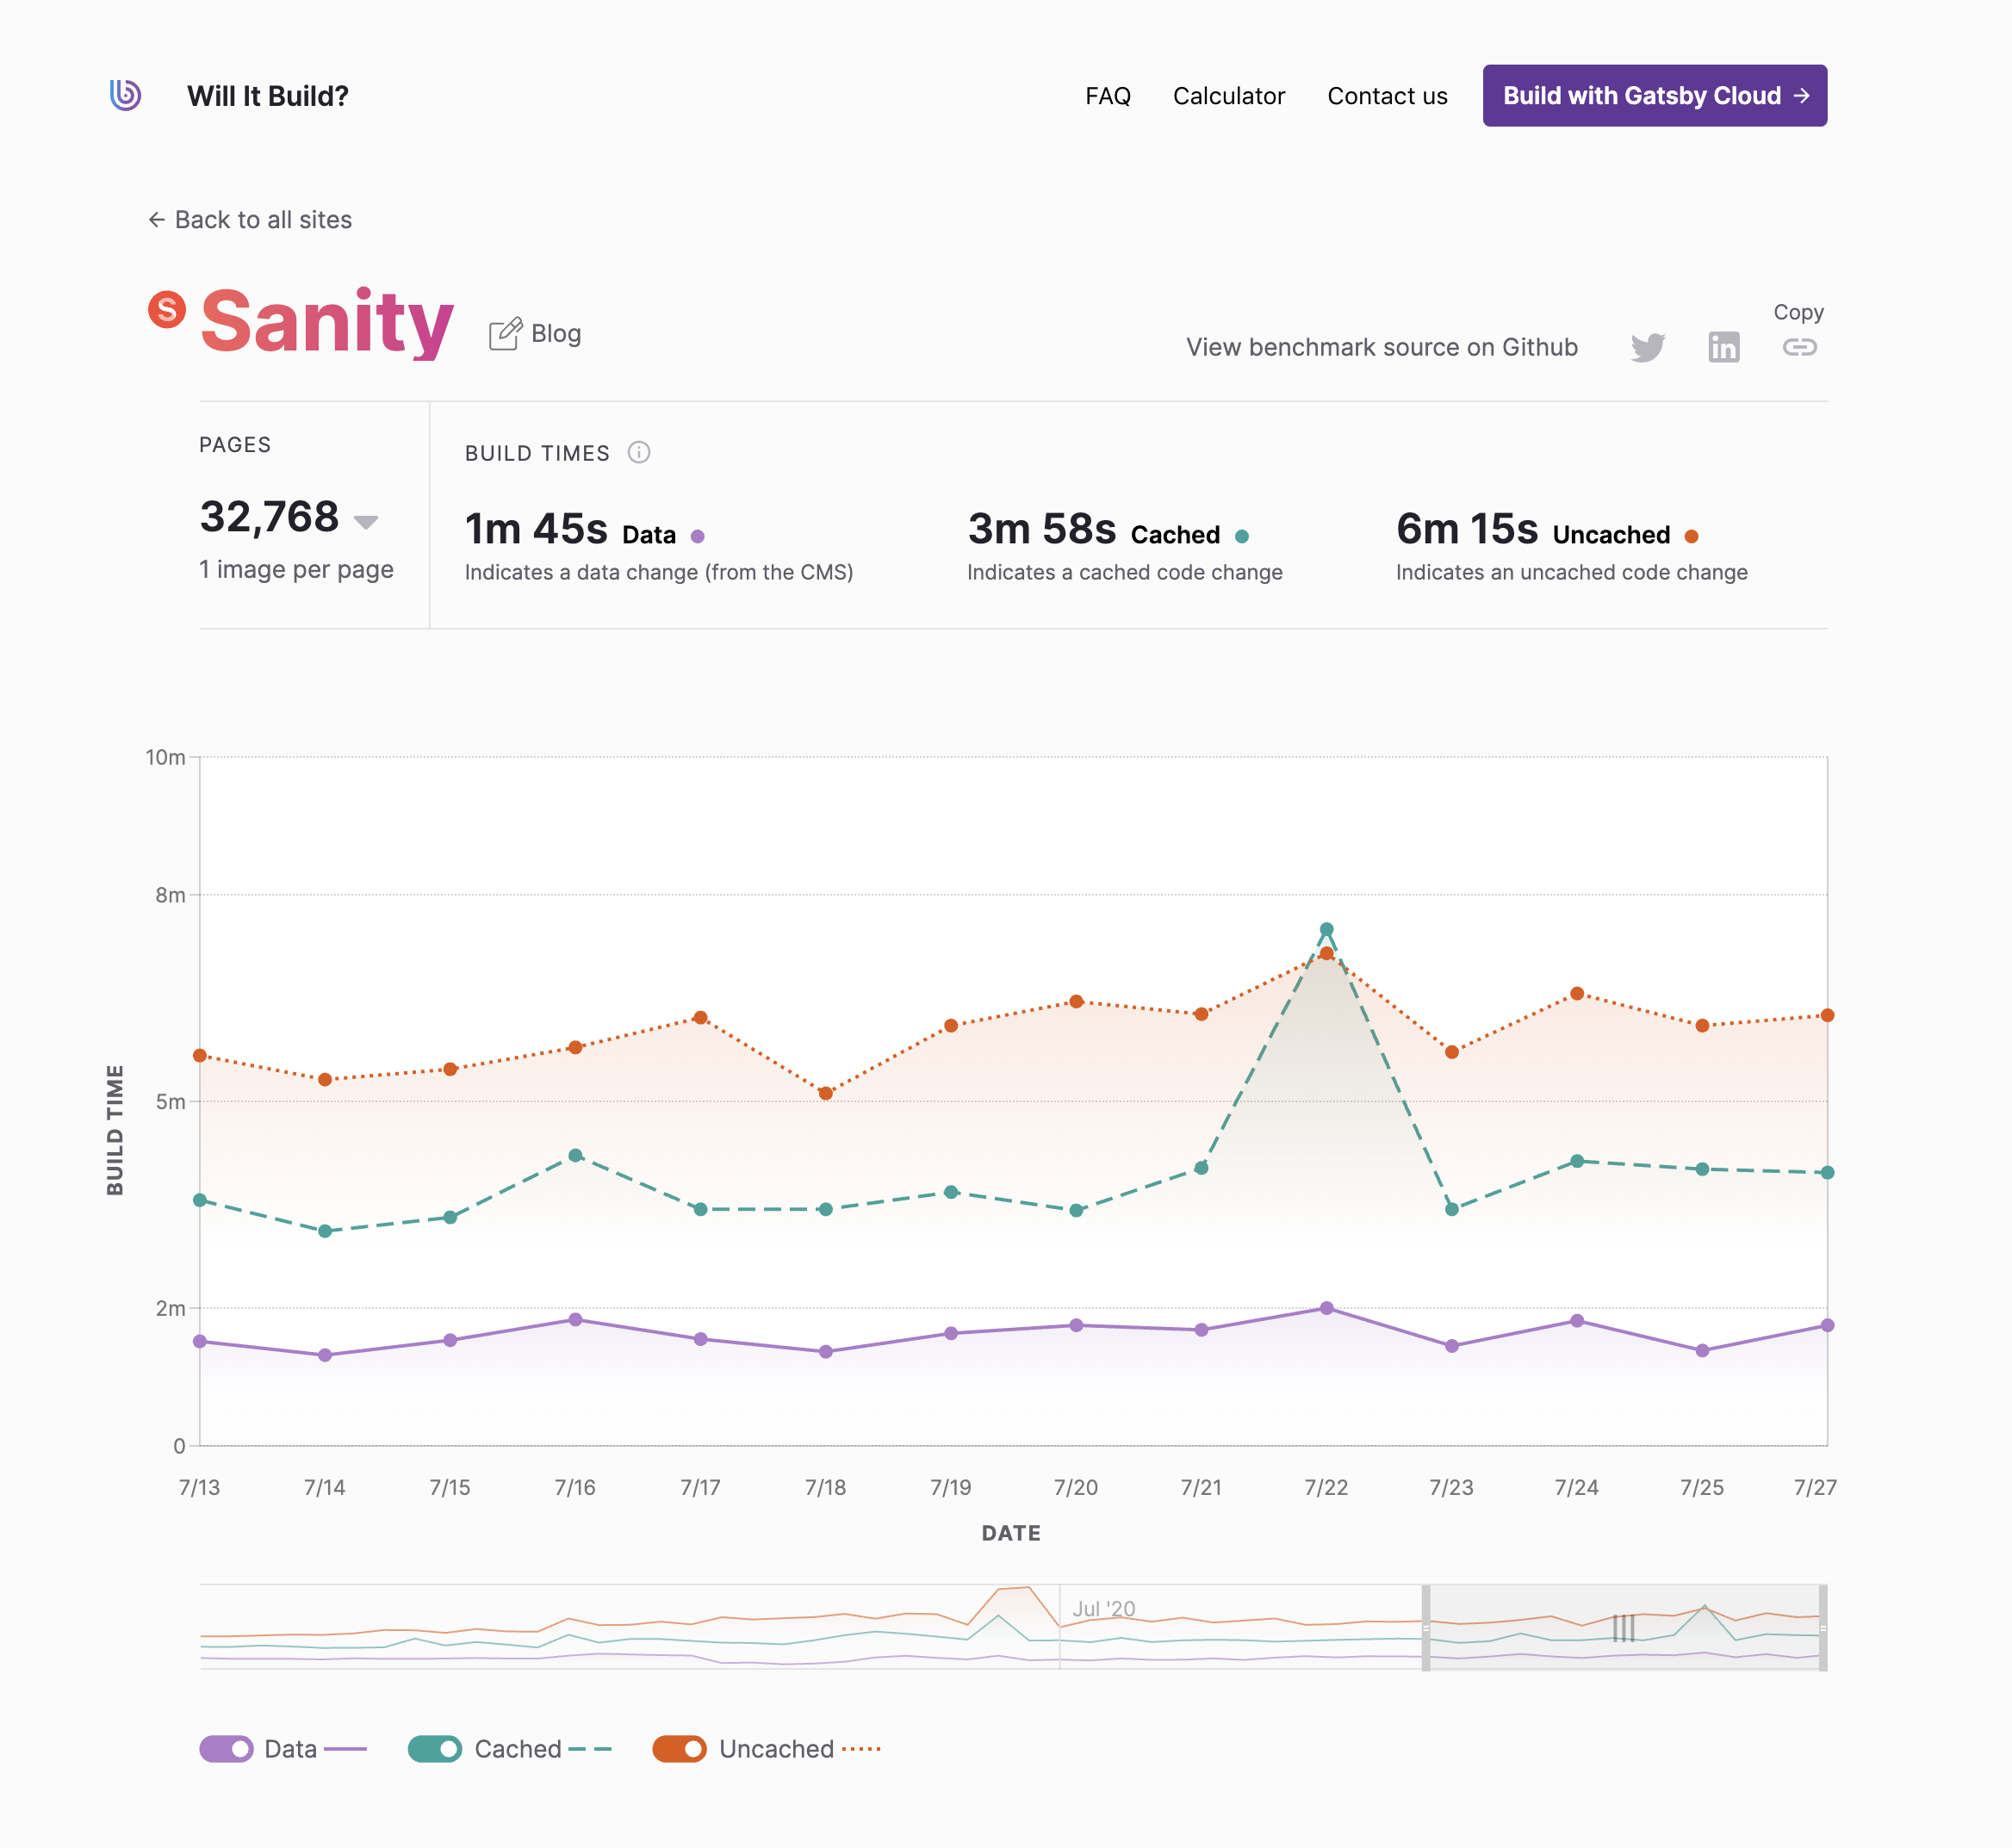 Will It Build?
FAQ
Calculator
Contact us
Build with Gatsby Cloud →
← Back to all sites
S
Sanity
Blog
View benchmark source on Github
in
Copy
PAGES
32,768
1 image per page
BUILD TIMES
1m 45s Data
Indicates a data change (from the CMS)
3m 58s Cached
Indicates a cached code change
6m 15s Uncached
Indicates an uncached code change
10m
8m
5m
2m
0
BUILD TIME
7/13
7/14
7/15
7/16
7/17
7/18
7/19
7/20
7/21
7/22
7/23
7/24
7/25
7/27
DATE
Jul '20
Data
Cached
Uncached